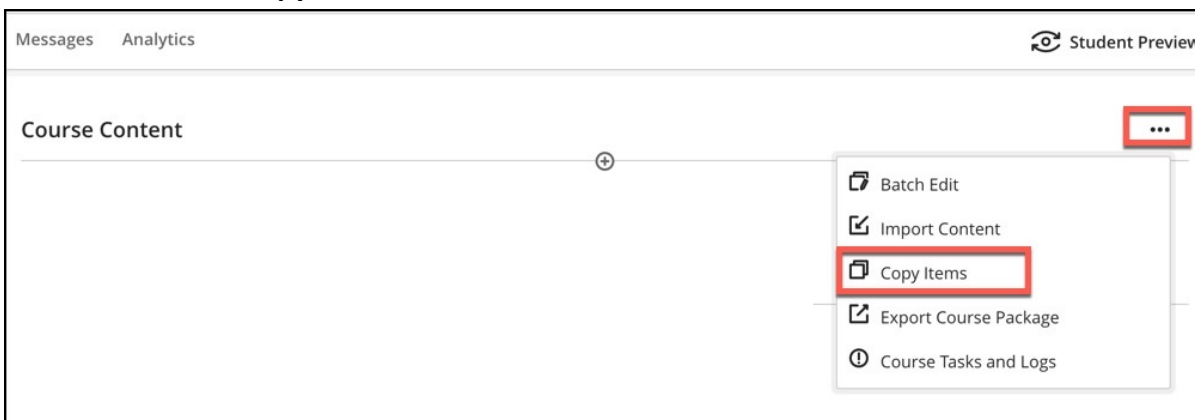 Messages Analytics Student Preview
Course Content
Batch Edit
Import Content
Copy Items
Export Course Package
Course Tasks and Logs